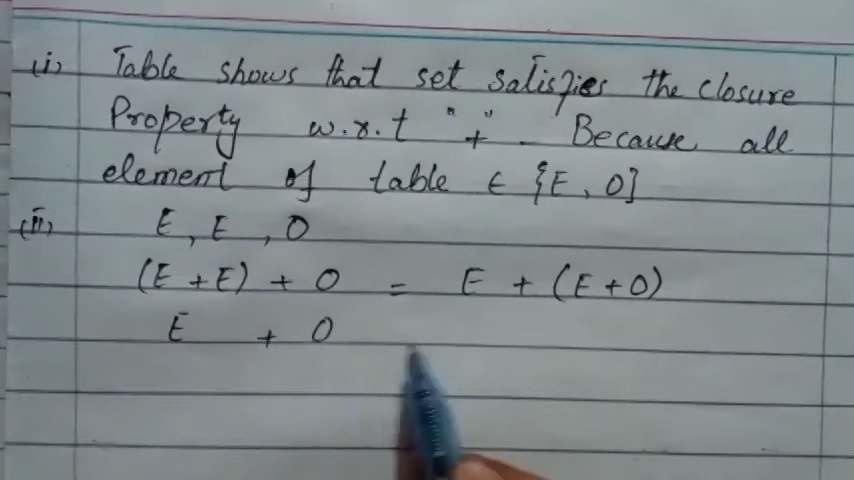 (i) Table shows that set satisfies the closure
Property w.r.t "+". Because all
element of table ∈ {E, O}
(ii) E, E, O
(E + E) + O = E + (E + O)
E + O